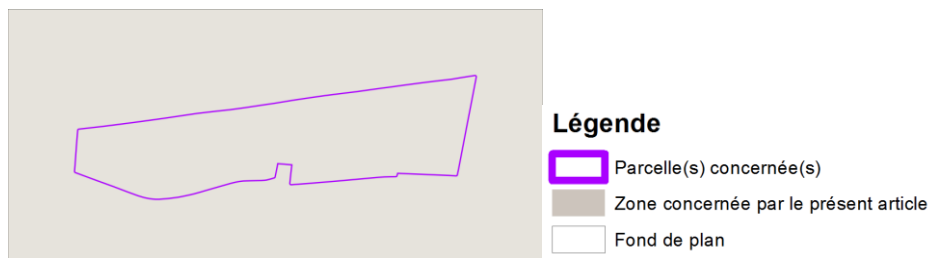 Légende
Parcelle(s) concernée(s)
Zone concernée par le présent article
Fond de plan